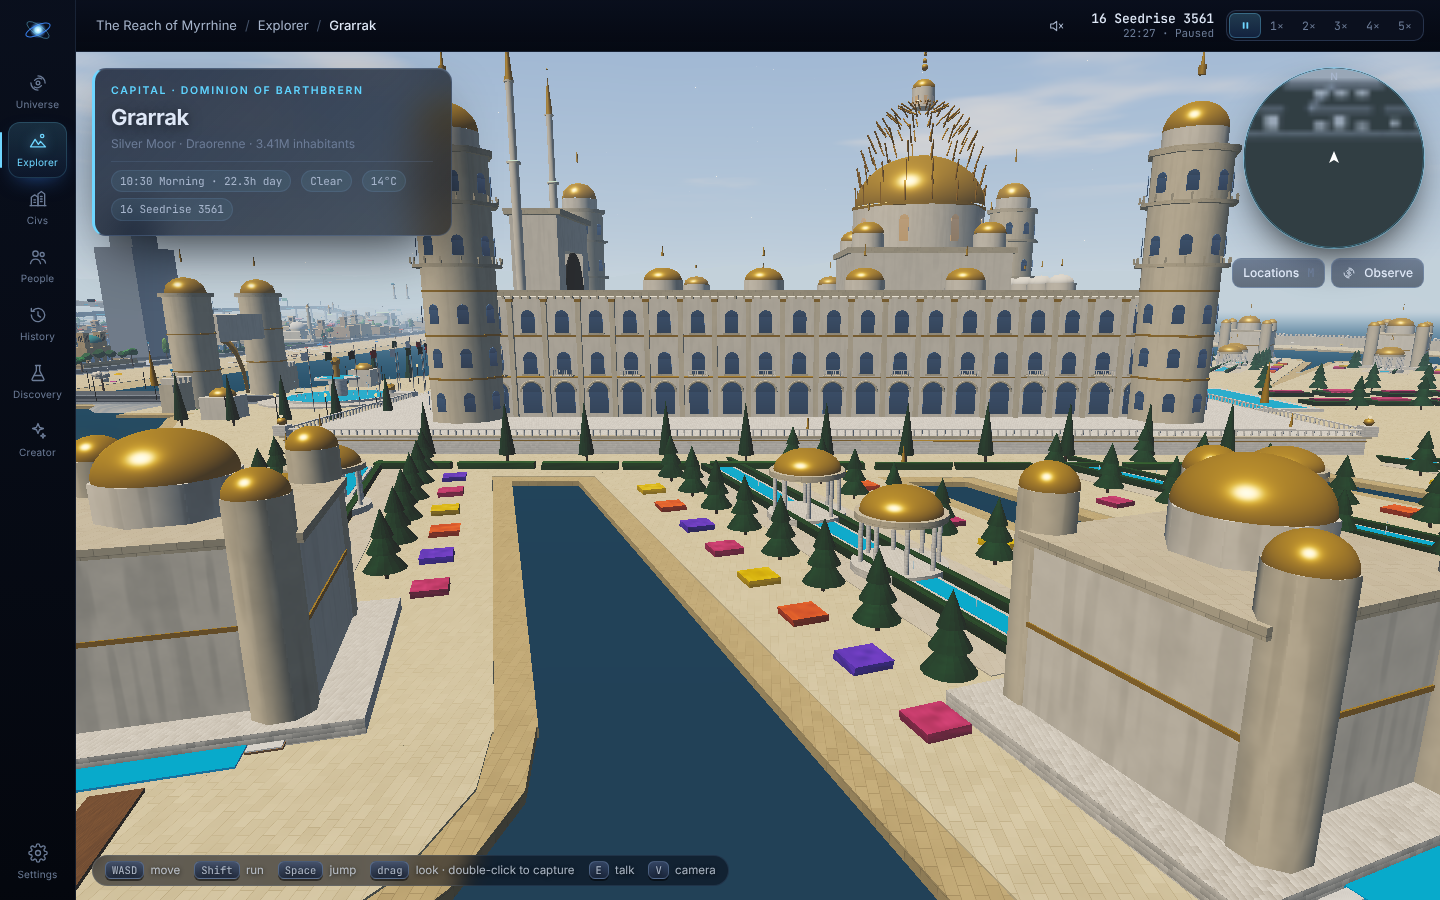 The Reach of Myrrhine / Explorer / Grarrak
16 Seedrise 3561
22:27 · Paused
1×
2×
3×
4×
5×
Universe
Explorer
Civs
People
History
Discovery
Creator
Settings
CAPITAL · DOMINION OF BARTHBRERN
Grarrak
Silver Moor · Draorenne · 3.41M inhabitants
10:30 Morning · 22.3h day
Clear
14°C
16 Seedrise 3561
N
Locations M
Observe
WASD move Shift run Space jump drag look · double-click to capture E talk V camera